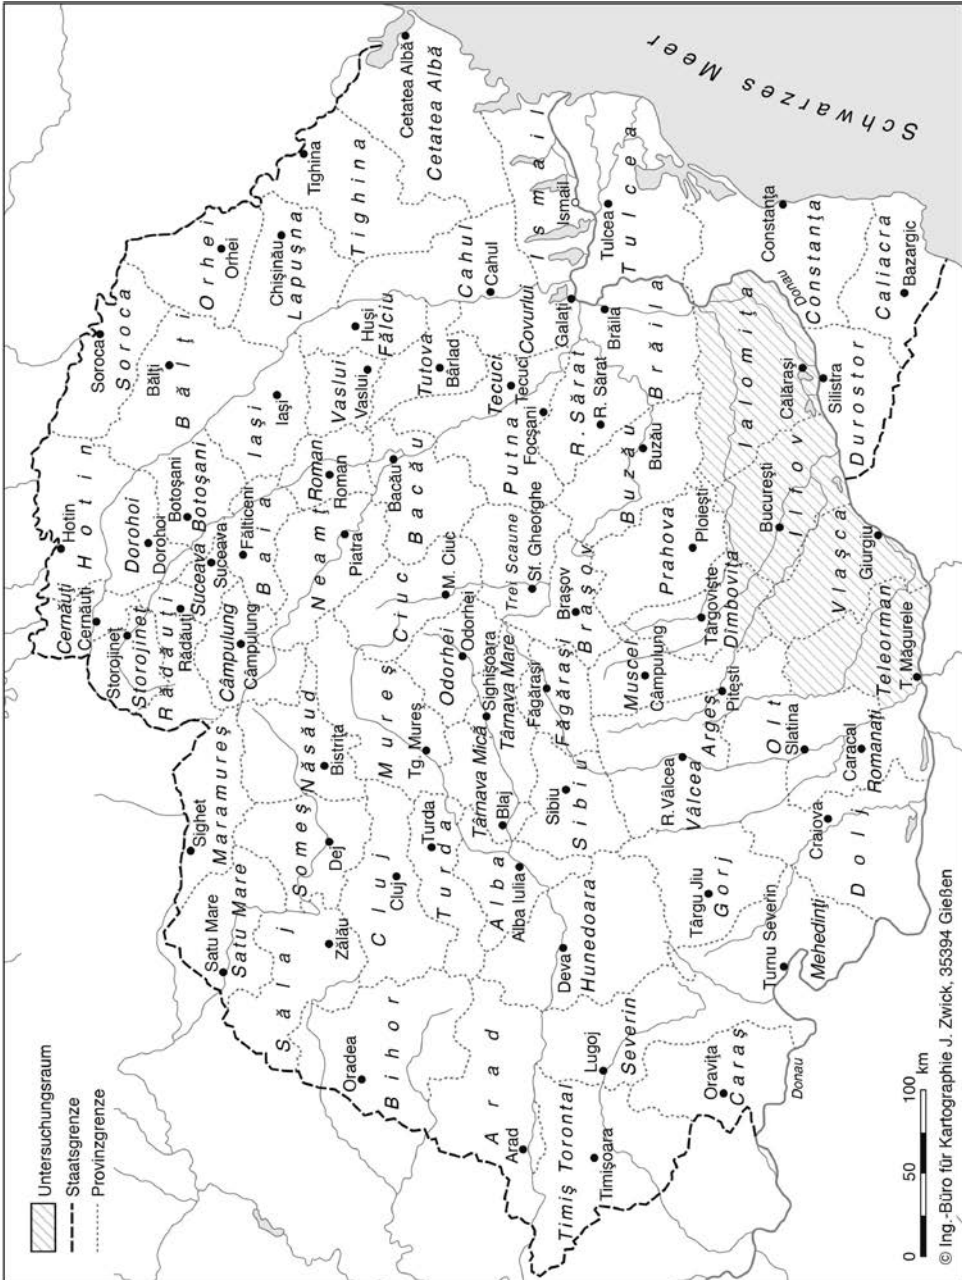 Untersuchungsraum
Staatsgrenze
Provinzgrenze
Cernăuți
Cernăuți
Hotin
Hotin
Storojineț
Storojineț
Rădăuți
Rădăuți
Dorohoi
Dorohoi
Soroca
Soroca
Bălți
Bălți
Orhei
Orhei
Botoșani
Botoșani
Suceava
Suceava
Câmpulung
Câmpulung
Fălticeni
Baia
Iași
Iași
Chișinău
Lapușna
Tighina
Tighina
Cetatea Albă
Cetatea Albă
Sighet
Maramureș
Satu Mare
Satu Mare
Sălaj
Zălău
Someș
Dej
Năsăud
Bistrița
Neamț
Piatra
Roman
Roman
Vaslui
Vaslui
Huși
Fălciu
Oradea
Bihor
Cluj
Cluj
Turda
Turda
Mureș
Tg. Mureș
Ciuc
M. Ciuc
Bacău
Bacău
Tutova
Bârlad
Cahul
Cahul
Odorhei
Odorhei
Sighișoara
Târnava Mică
Târnava Mare
Blaj
Alba
Alba Iulia
Arad
Arad
Tecuci
Tecuci
Covurlui
Galați
Putna
Focșani
Trei Scaune
Sf. Gheorghe
Ismail
Ismail
Tulcea
Tulcea
Schwarzes Meer
Timiș Torontal
Timișoara
Lugoj
Severin
Deva
Hunedoara
Sibiu
Sibiu
Făgărași
Făgărași
Brașov
Brașov
R. Sărat
R. Sărat
Brăila
Brăila
Buzău
Buzău
Oravița
Caraș
Târgu Jiu
Gorj
R. Vâlcea
Vâlcea
Argeș
Pitești
Muscel
Câmpulung
Târgoviște
Dimbovița
Prahova
Ploiești
Ialomița
Călărași
București
Ilfov
Vlașca
Giurgiu
Teleorman
T. Măgurele
Olt
Slatina
Caracal
Romanați
Craiova
Dolj
Turnu Severin
Mehedinți
Donau
Donau
Constanța
Constanța
Silistra
Durostor
Caliacra
Bazargic
0 50 100
km
© Ing.-Büro für Kartographie J. Zwick, 35394 Gießen